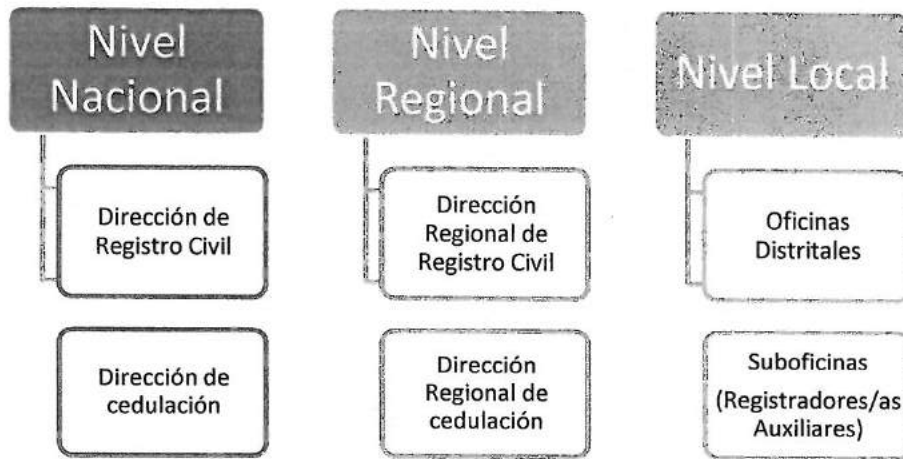 Nivel
Nacional
Dirección de
Registro Civil
Dirección de
cedulación
Nivel
Regional
Dirección
Regional de
Registro Civil
Dirección
Regional de
cedulación
Nivel Local
Oficinas
Distritales
Suboficinas
(Registradores/as
Auxiliares)